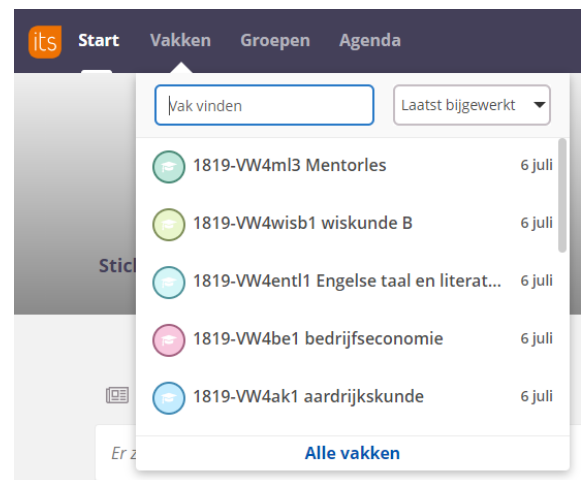 its Start Vakken Groepen Agenda
Vak vinden Laatst bijgewerkt
1819-VW4ml3 Mentorles 6 juli
1819-VW4wisb1 wiskunde B 6 juli
Stich
1819-VW4entl1 Engelse taal en literat... 6 juli
1819-VW4be1 bedrijfseconomie 6 juli
1819-VW4ak1 aardrijkskunde 6 juli
Er z
Alle vakken